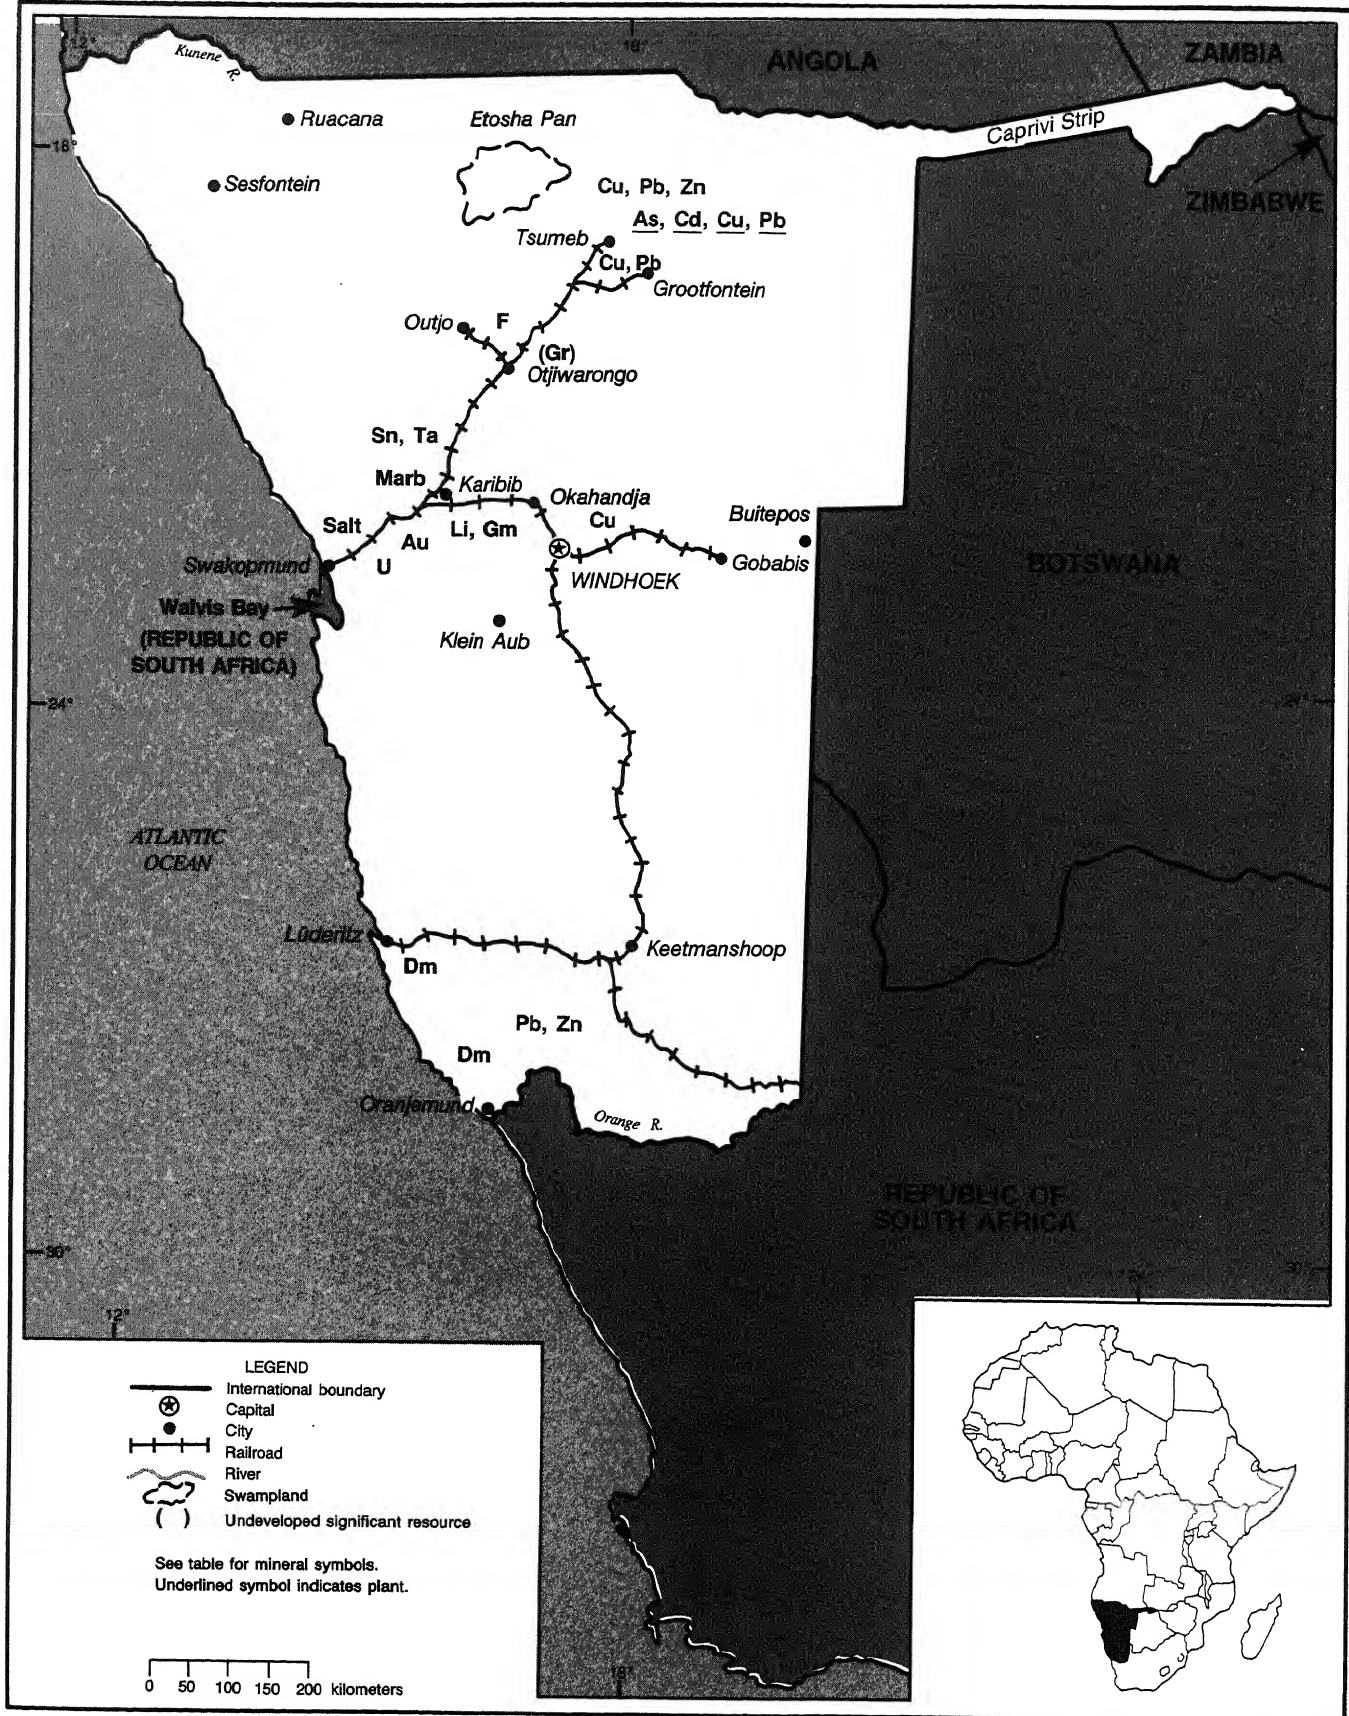 12°
18°
ANGOLA
ZAMBIA
Kunene R.
Ruacana
Etosha Pan
Caprivi Strip
18°
Sesfontein
Cu, Pb, Zn
ZIMBABWE
As, Cd, Cu, Pb
Tsumeb
Cu, Pb
Grootfontein
Outjo
F
(Gr)
Otjiwarongo
Sn, Ta
Marb
Karibib
Okahandja
Salt
Au
Li, Gm
Cu
Buitepos
Swakopmund
U
WINDHOEK
Gobabis
BOTSWANA
Walvis Bay
(REPUBLIC OF
SOUTH AFRICA)
Klein Aub
24°
24°
ATLANTIC
OCEAN
Lüderitz
Keetmanshoop
Dm
Pb, Zn
Dm
Oranjemund
Orange R.
REPUBLIC OF
SOUTH AFRICA
30°
30°
12°
24°
LEGEND
International boundary
Capital
City
Railroad
River
Swampland
( ) Undeveloped significant resource
See table for mineral symbols.
Underlined symbol indicates plant.
18°
0 50 100 150 200 kilometers